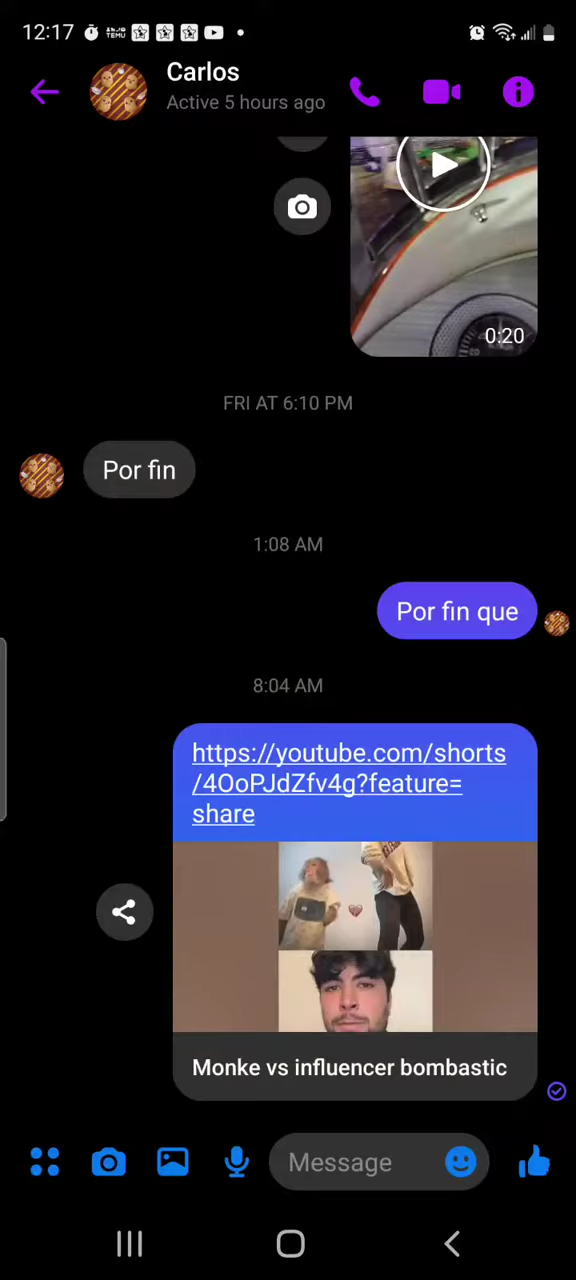 12:17
Carlos
Active 5 hours ago
0:20
FRI AT 6:10 PM
Por fin
1:08 AM
Por fin que
8:04 AM
https://youtube.com/shorts
/4OoPJdZfv4g?feature=
share
Monke vs influencer bombastic
Message